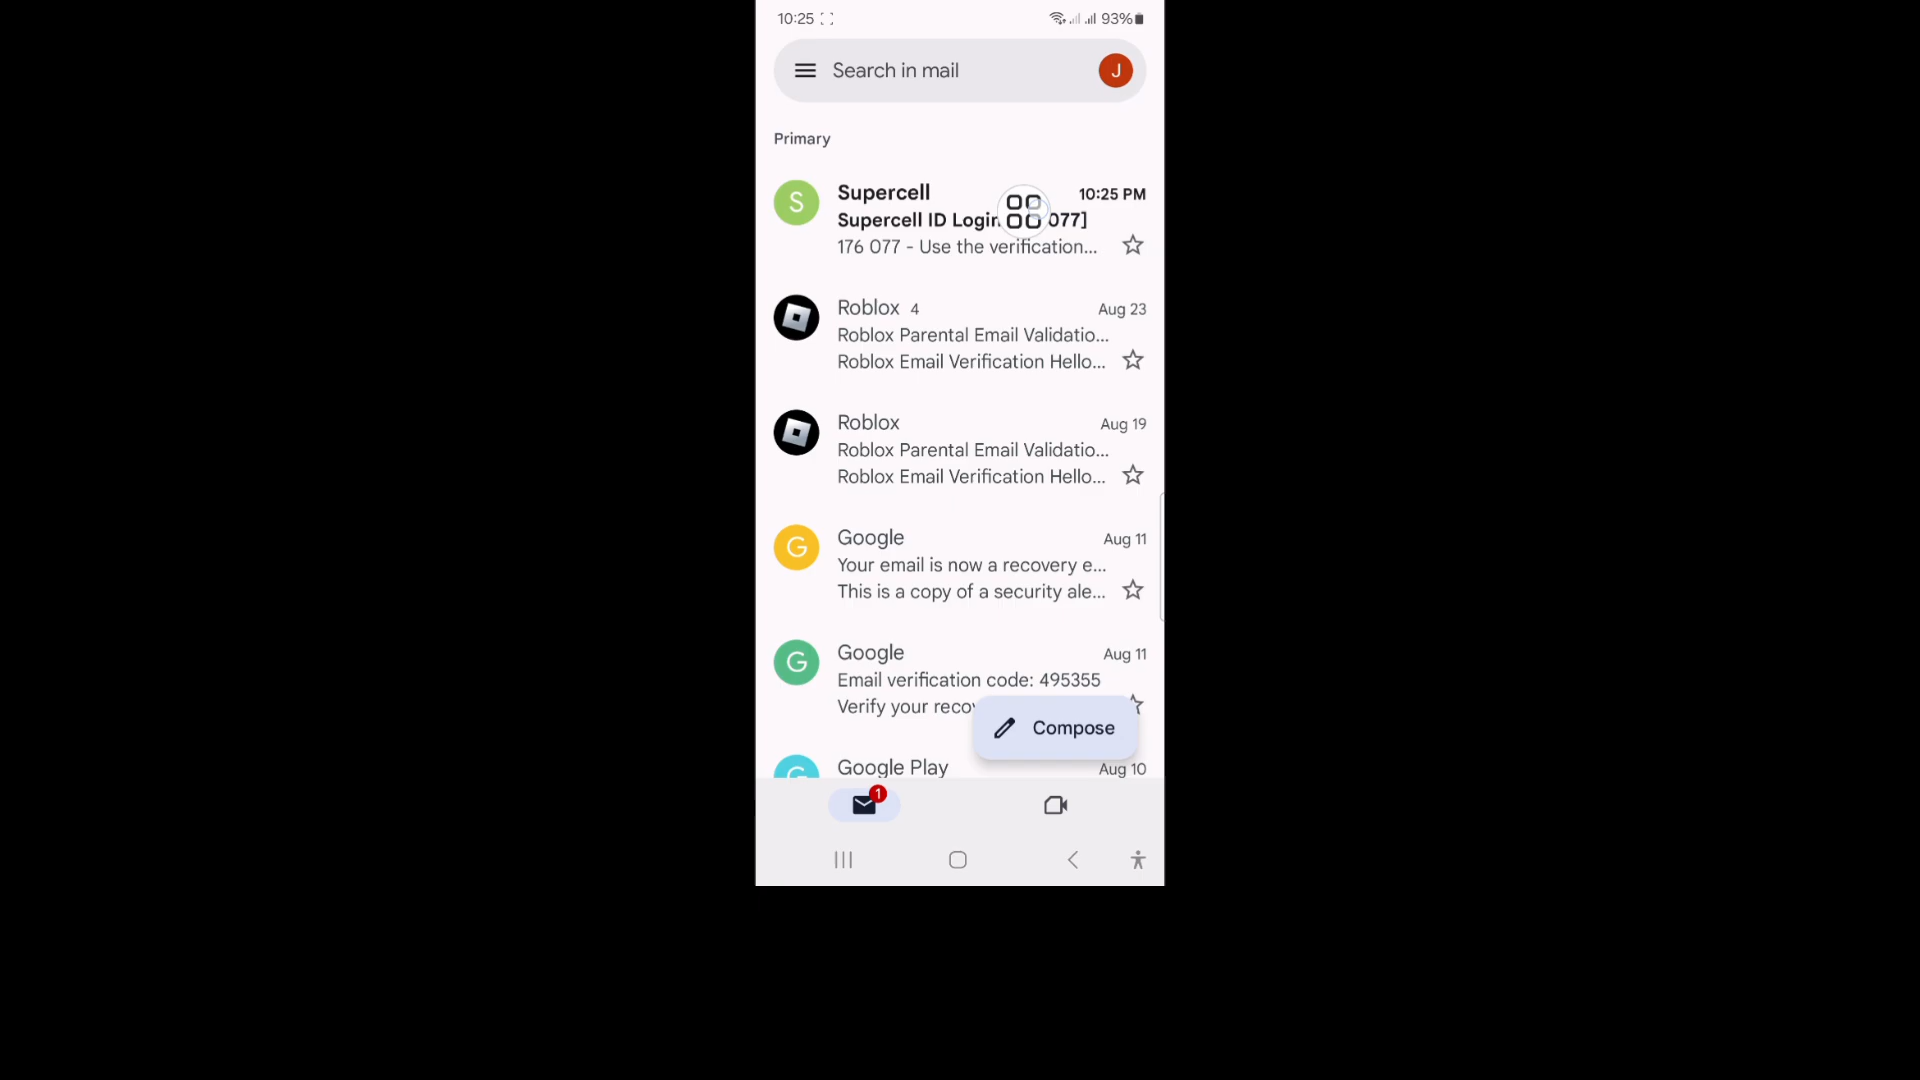 10:25 93%
Search in mail J
Primary
S Supercell 10:25 PM
Supercell ID Login 077]
176 077 - Use the verification...
Roblox 4 Aug 23
Roblox Parental Email Validatio...
Roblox Email Verification Hello...
Roblox Aug 19
Roblox Parental Email Validatio...
Roblox Email Verification Hello...
G Google Aug 11
Your email is now a recovery e...
This is a copy of a security ale...
G Google Aug 11
Email verification code: 495355
Verify your reco
Compose
G Google Play Aug 10
1